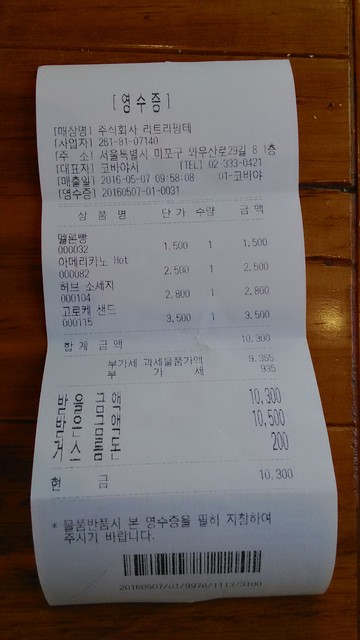 [영수증]
[매장명] 주식회사 리트리핑테
[사업자] 261-81-07140
[주 소] 서울특별시 마포구 와우산로29길 8 1층
[대표자] 코바야시 [TEL] 02-333-0421
[매출일] 2016-05-07 09:58:08 01-코바야
[영수증] 20160507-01-0031
상 품 명 단 가 수량 금 액
멜론빵
000032 1,500 1 1,500
아메리카노 Hot
000082 2,500 1 2,500
허브 소세지
000104 2,800 1 2,800
고로케 샌드
000115 3,500 1 3,500
합 계 금 액 10,300
부가세 과세물품가액 9,365
부 가 세 935
받 을 금 액 10,300
받 은 금 액 10,500
거 스 름 돈 200
현 금 10,300
* 물품반품시 본 영수증을 필히 지참하여
주시기 바랍니다.